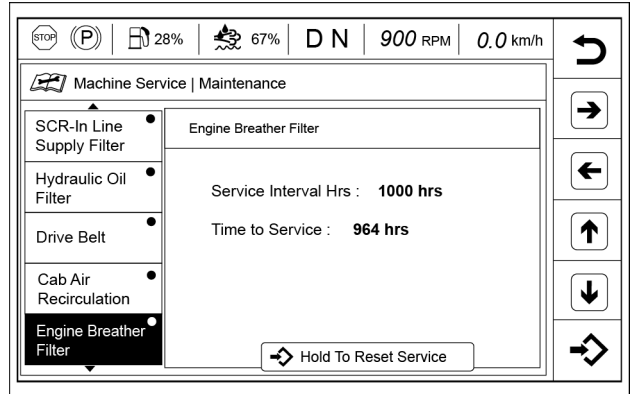 STOP P 28% 67% D N 900 RPM 0.0 km/h
Machine Service | Maintenance
SCR-In Line
Supply Filter
Hydraulic Oil
Filter
Drive Belt
Cab Air
Recirculation
Engine Breather
Filter
Engine Breather Filter
Service Interval Hrs : 1000 hrs
Time to Service : 964 hrs
Hold To Reset Service